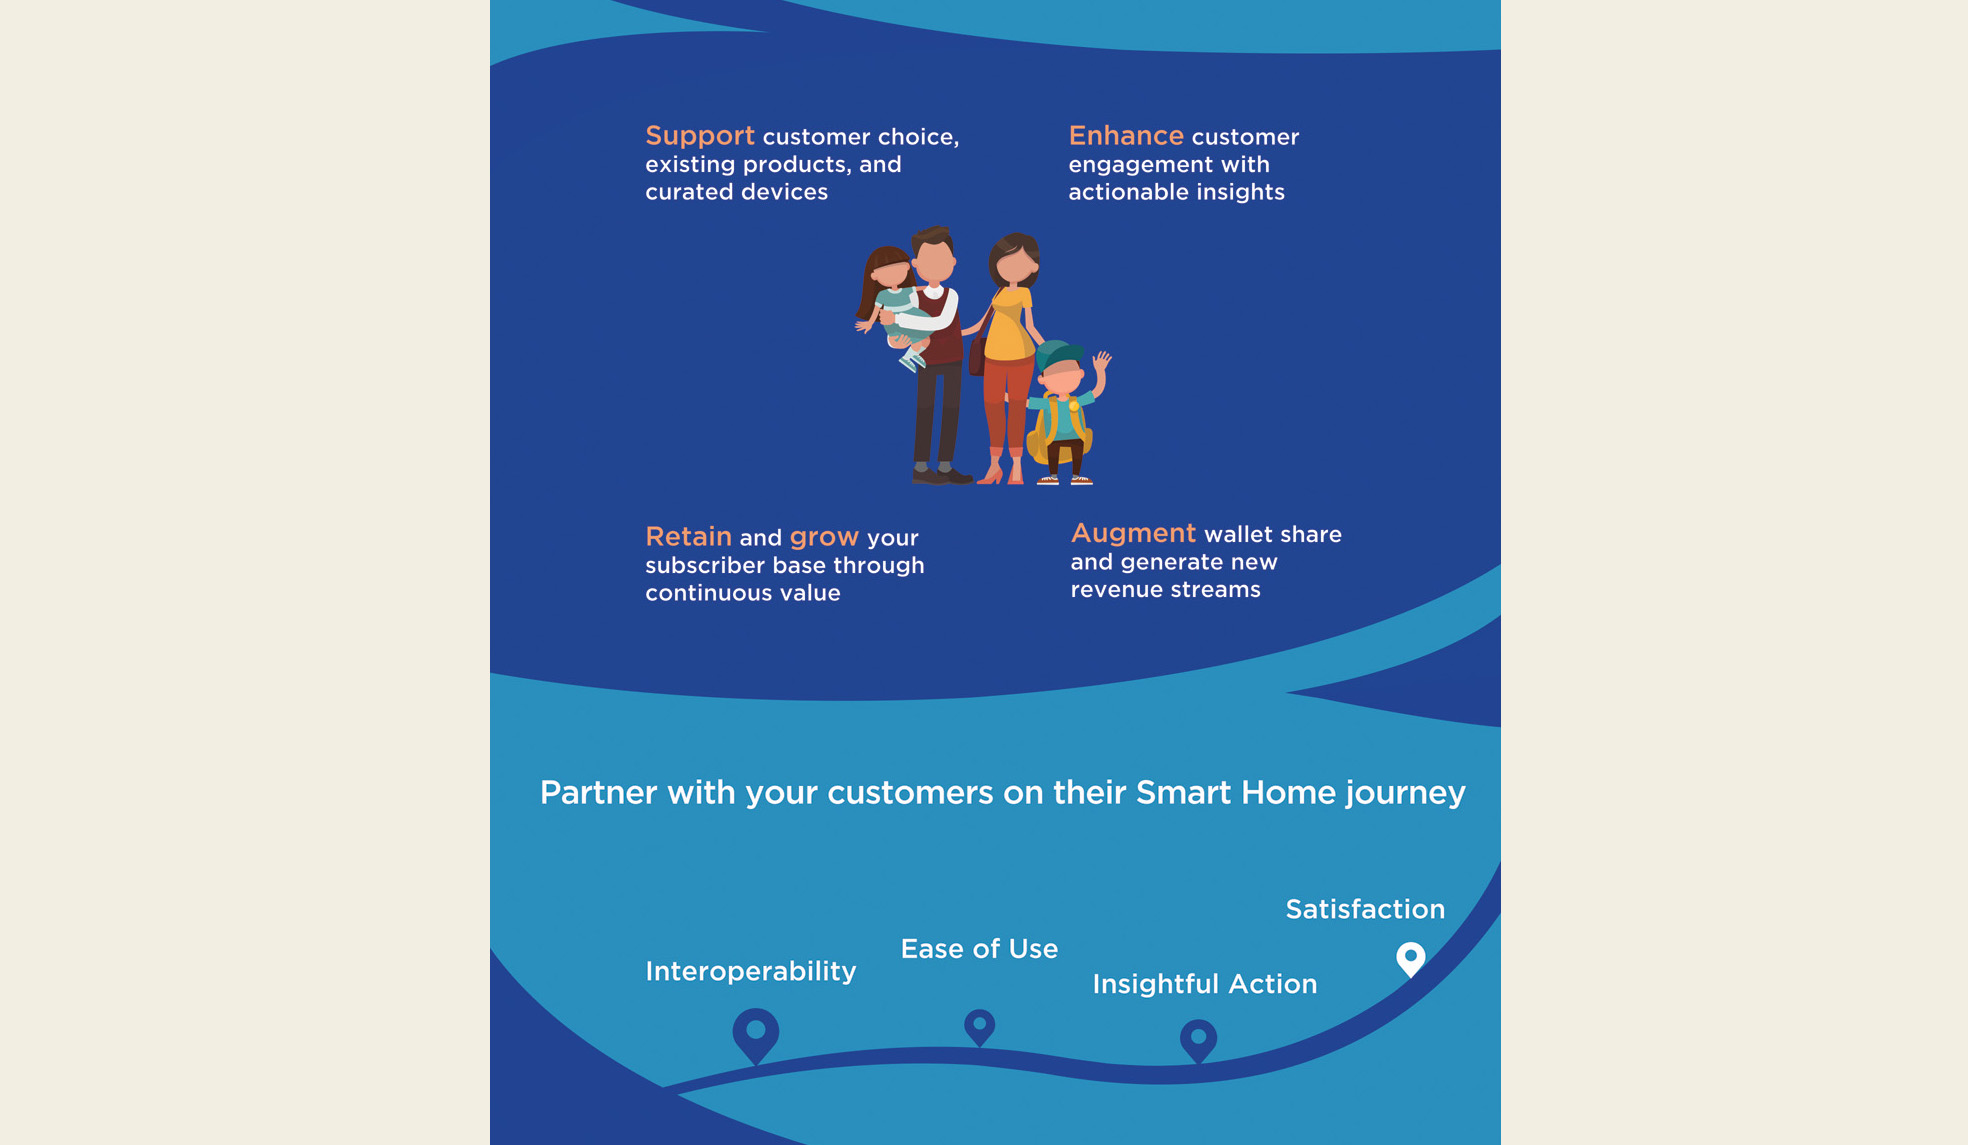 Support customer choice,
existing products, and
curated devices
Enhance customer
engagement with
actionable insights
Retain and grow your
subscriber base through
continuous value
Augment wallet share
and generate new
revenue streams
Partner with your customers on their Smart Home journey
Interoperability
Ease of Use
Insightful Action
Satisfaction